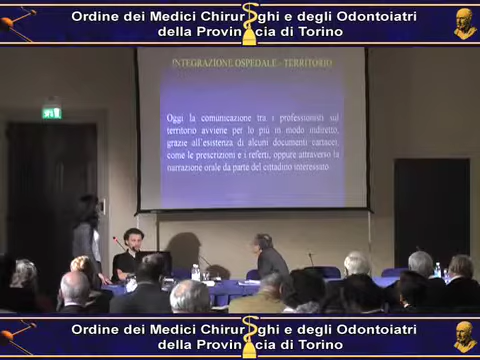 Ordine dei Medici Chirurghi e degli Odontoiatri
della Provincia di Torino
INTEGRAZIONE OSPEDALE - TERRITORIO
Oggi la comunicazione tra i professionisti sul
territorio avviene per lo più in modo indiretto,
grazie all'esistenza di alcuni documenti cartacei,
come le prescrizioni e i referti, oppure attraverso la
narrazione orale da parte del cittadino interessato.
Ordine dei Medici Chirurghi e degli Odontoiatri
della Provincia di Torino